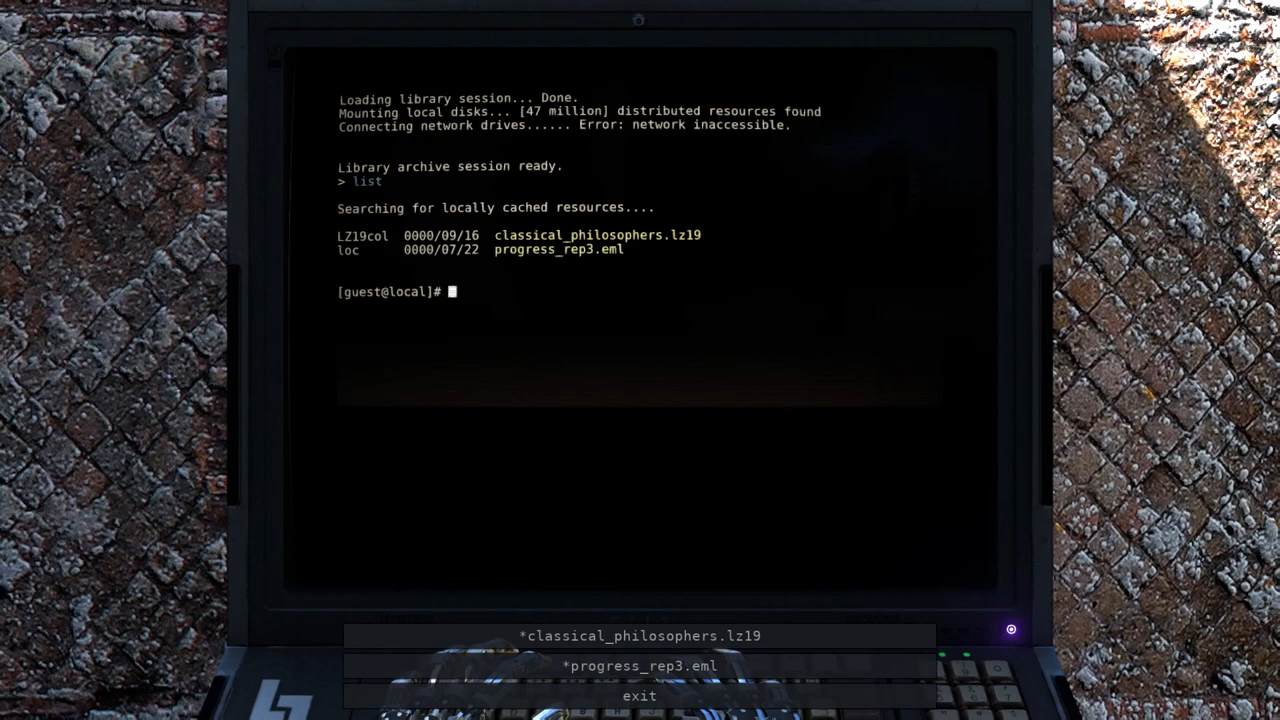 Loading library session... Done.
Mounting local disks... [47 million] distributed resources found
Connecting network drives...... Error: network inaccessible.
Library archive session ready.
> list
Searching for locally cached resources....
LZ19col 0000/09/16 classical_philosophers.lz19
loc 0000/07/22 progress_rep3.eml
[guest@local]#
*classical_philosophers.lz19
*progress_rep3.eml
exit